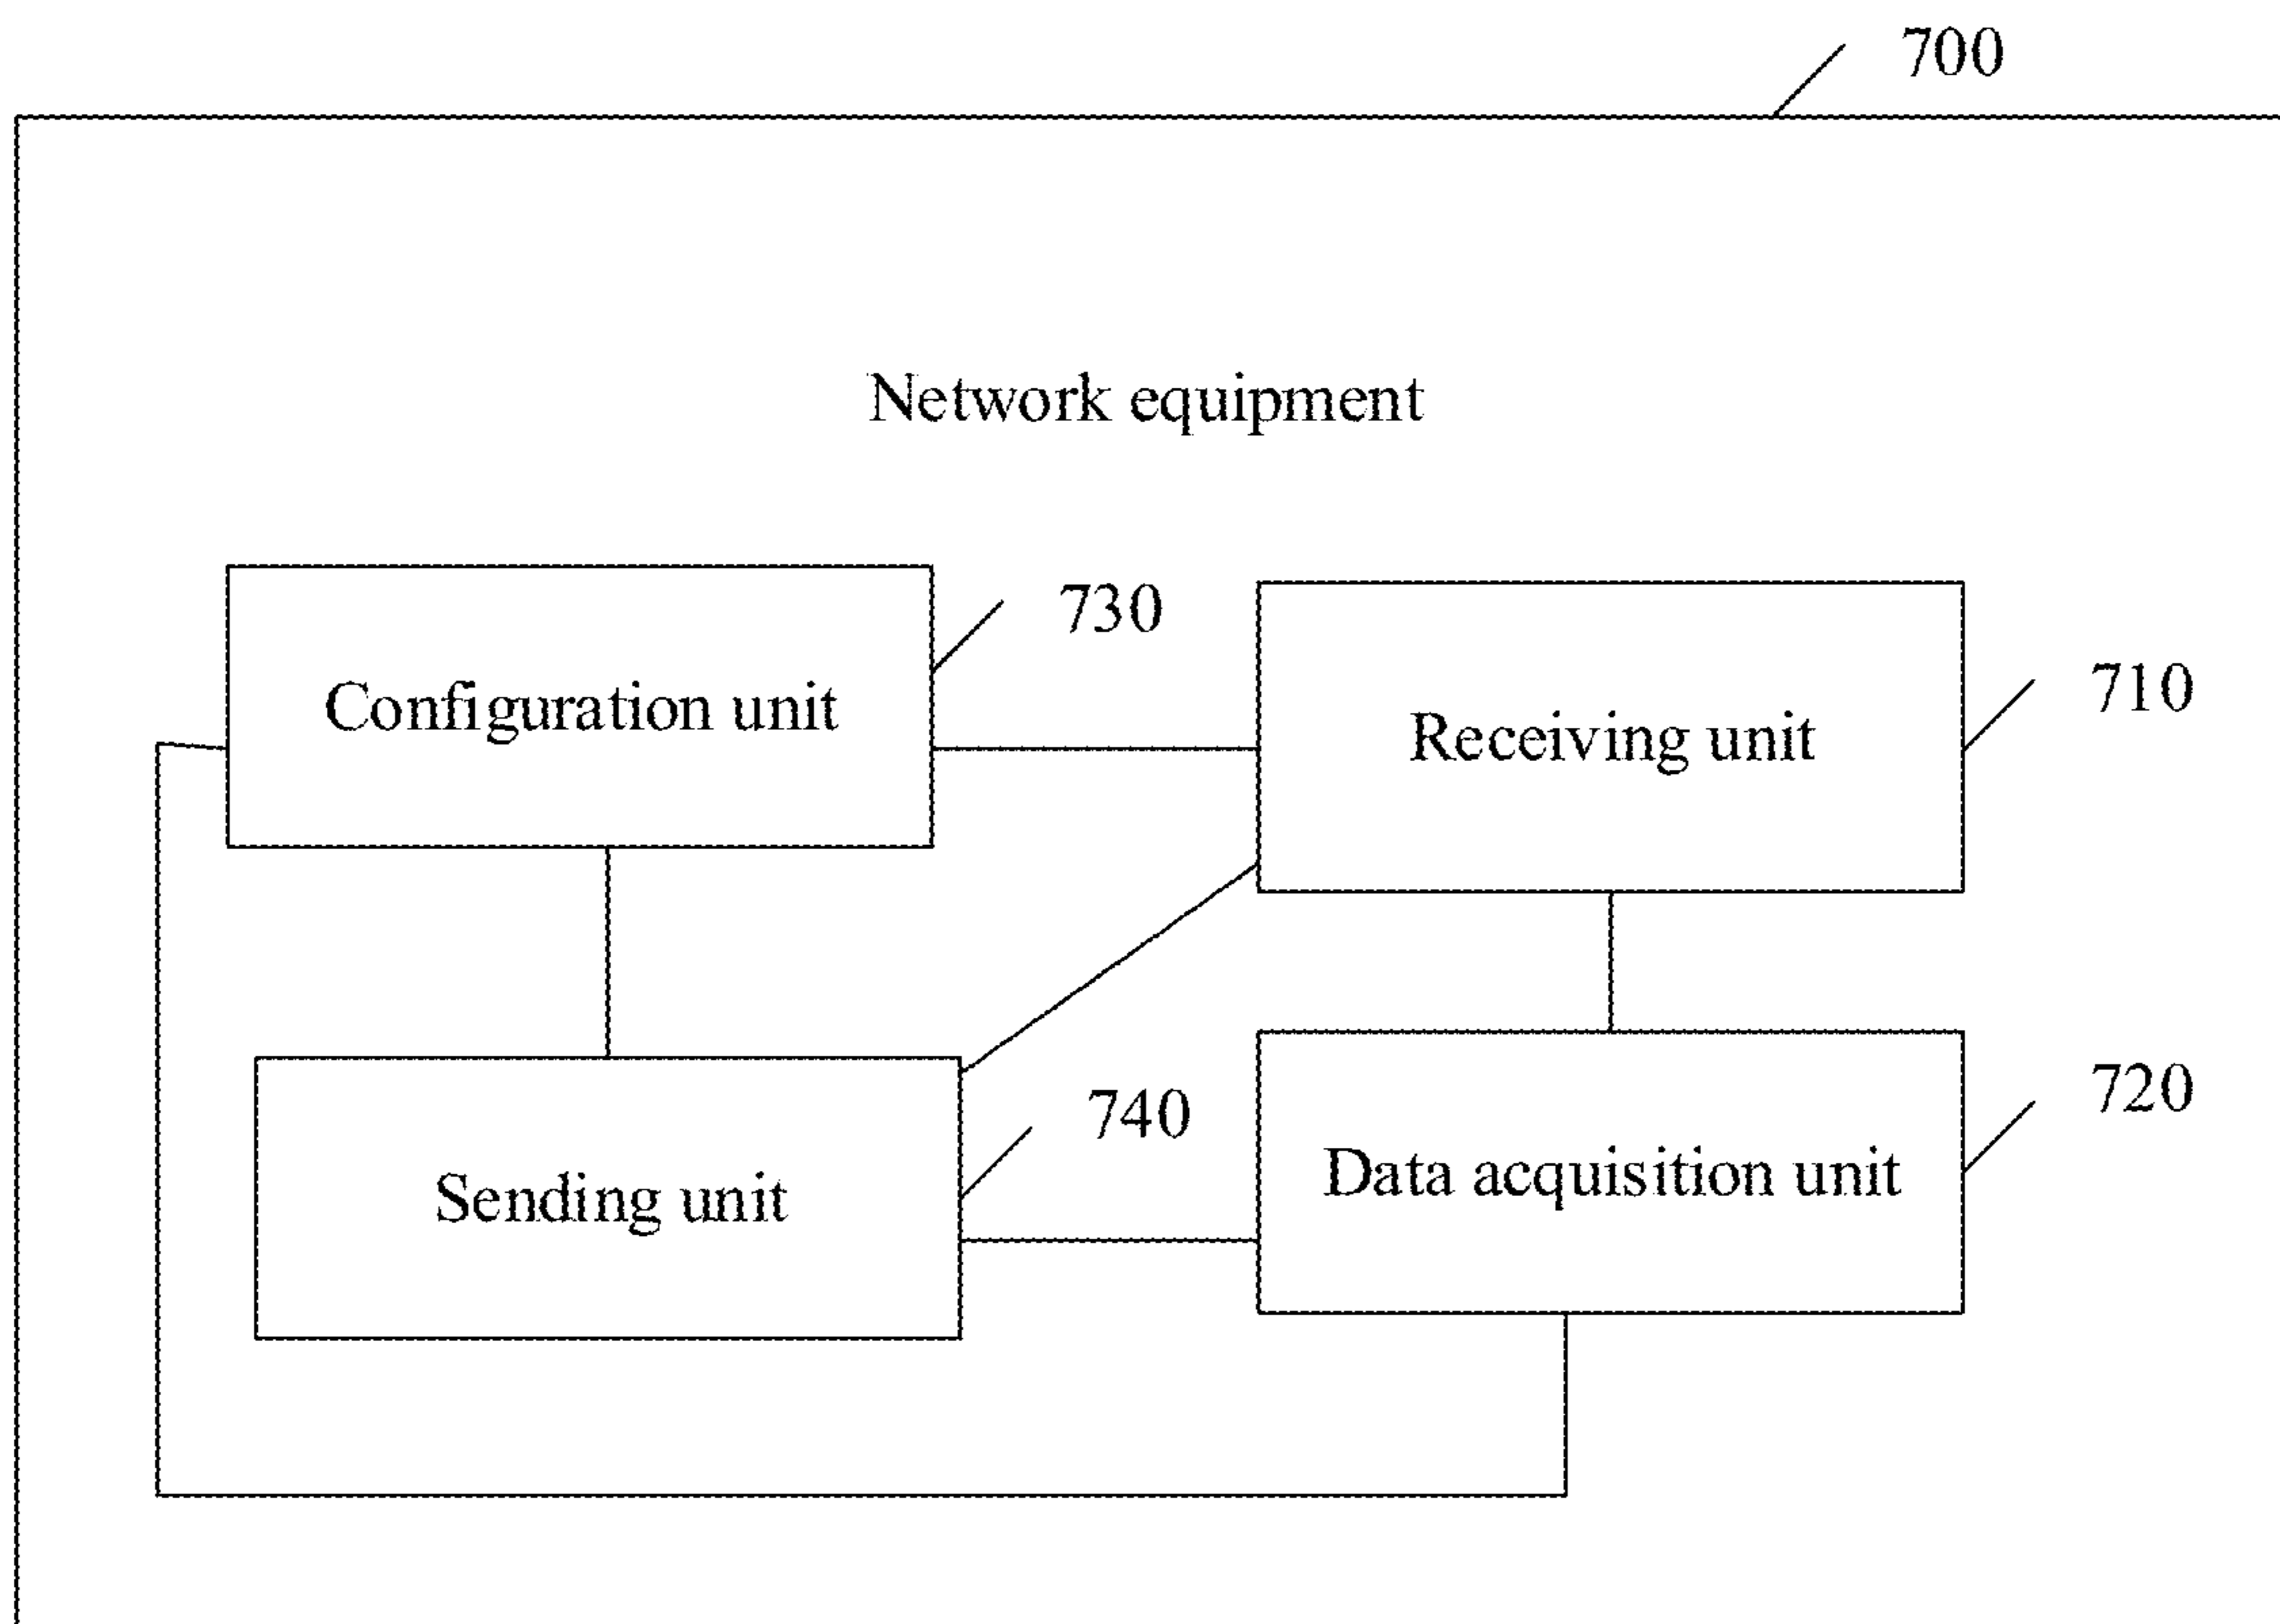 700
Network equipment
730
Configuration unit
710
Receiving unit
740
Sending unit
720
Data acquisition unit